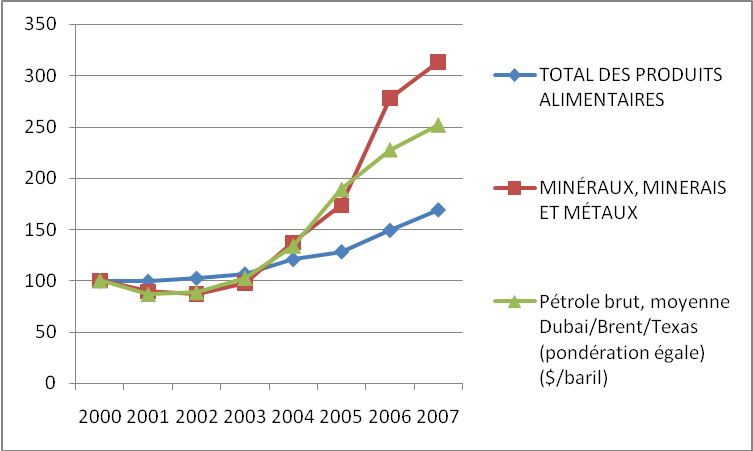 350
300
250
200
150
100
50
0
2000 2001 2002 2003 2004 2005 2006 2007
TOTAL DES PRODUITS
ALIMENTAIRES
MINÉRAUX, MINERAIS
ET MÉTAUX
Pétrole brut, moyenne
Dubai/Brent/Texas
(pondération égale)
($/baril)